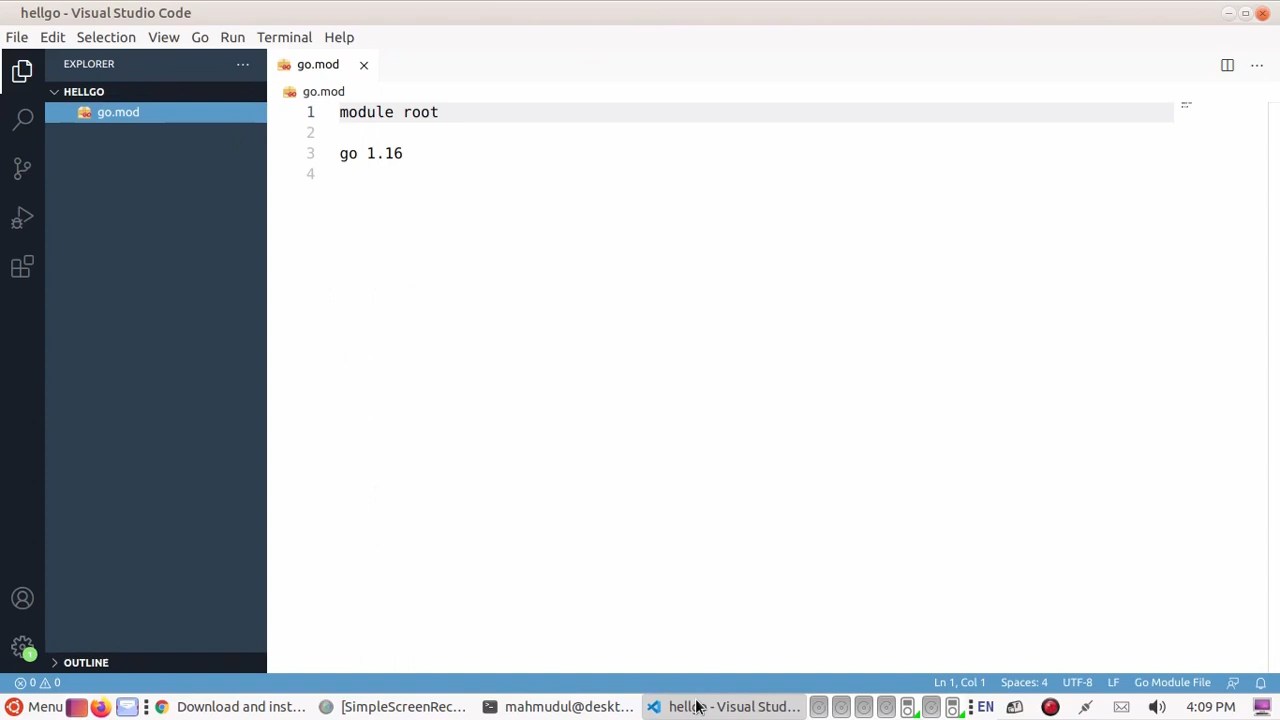 hellgo - Visual Studio Code
File Edit Selection View Go Run Terminal Help
EXPLORER
HELLGO
go.mod
OUTLINE
go.mod
go.mod
1 module root
2
3 go 1.16
4
0 0
Ln 1, Col 1 Spaces: 4 UTF-8 LF Go Module File
Menu Download and inst... [SimpleScreenRec... mahmudul@deskt... hellgo - Visual Stud... EN 4:09 PM